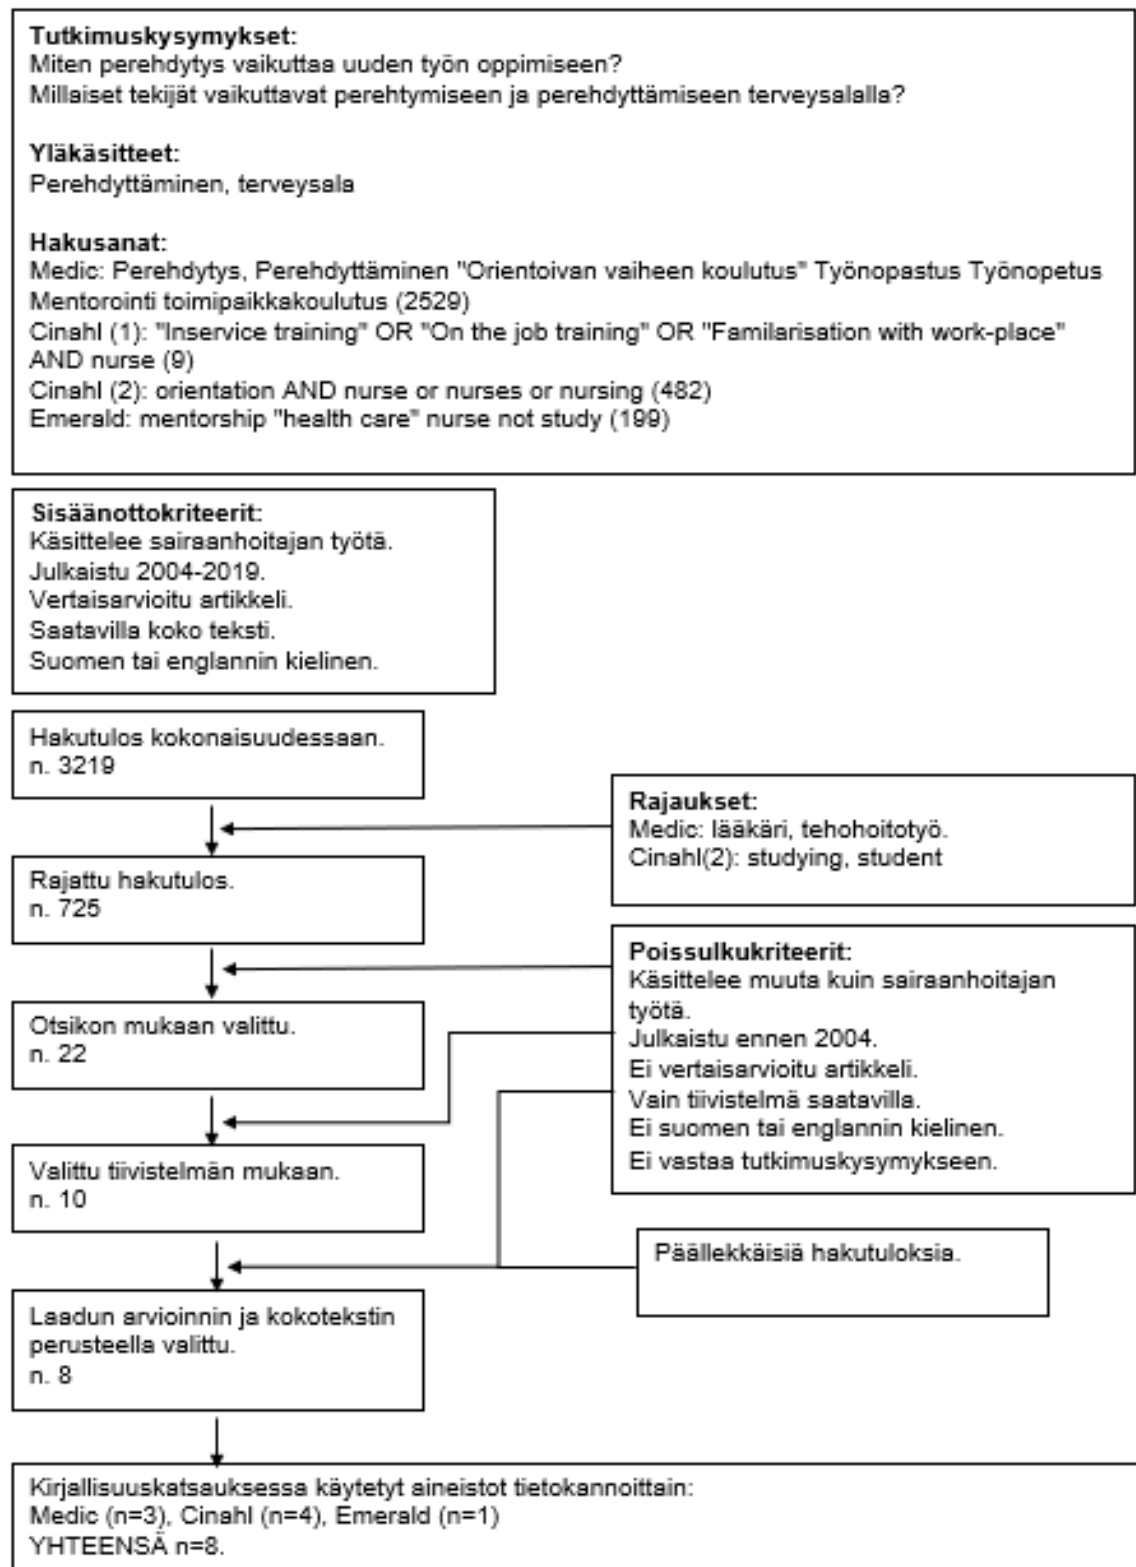 Tutkimuskysymykset:
Miten perehdytys vaikuttaa uuden työn oppimiseen?
Millaiset tekijät vaikuttavat perehtymiseen ja perehdyttämiseen terveysalalla?
Yläkäsitteet:
Perehdyttäminen, terveysala
Hakusanat:
Medic: Perehdytys, Perehdyttäminen "Orientoivan vaiheen koulutus" Työnopastus Työnopetus
Mentorointi toimipaikkakoulutus (2529)
Cinahl (1): "Inservice training" OR "On the job training" OR "Familarisation with work-place"
AND nurse (9)
Cinahl (2): orientation AND nurse or nurses or nursing (482)
Emerald: mentorship "health care" nurse not study (199)
Sisäänottokriteerit:
Käsittelee sairaanhoitajan työtä.
Julkaistu 2004-2019.
Vertaisarvioitu artikkeli.
Saatavilla koko teksti.
Suomen tai englannin kielinen.
Hakutulos kokonaisuudessaan.
n. 3219
Rajaukset:
Medic: lääkäri, tehohoitotyö.
Cinahl(2): studying, student
Rajattu hakutulos.
n. 725
Poissulkukriteerit:
Käsittelee muuta kuin sairaanhoitajan
työtä.
Julkaistu ennen 2004.
Ei vertaisarvioitu artikkeli.
Vain tiivistelmä saatavilla.
Ei suomen tai englannin kielinen.
Ei vastaa tutkimuskysymykseen.
Otsikon mukaan valittu.
n. 22
Valittu tiivistelmän mukaan.
n. 10
Päällekkäisiä hakutuloksia.
Laadun arvioinnin ja kokotekstin
perusteella valittu.
n. 8
Kirjallisuuskatsauksessa käytetyt aineistot tietokannoittain:
Medic (n=3), Cinahl (n=4), Emerald (n=1)
YHTEENSÄ n=8.